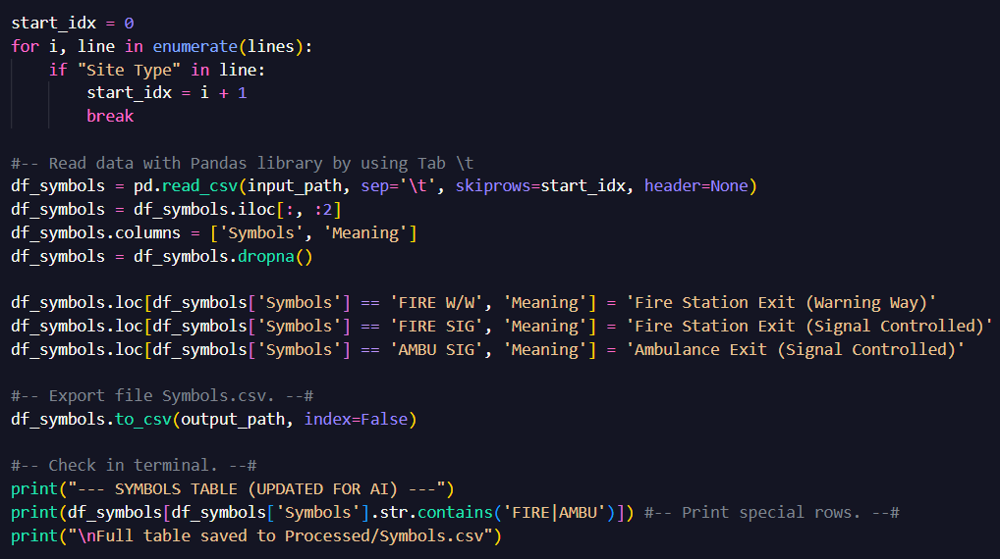 start_idx = 0
for i, line in enumerate(lines):
    if "Site Type" in line:
        start_idx = i + 1
        break

#-- Read data with Pandas library by using Tab \t
df_symbols = pd.read_csv(input_path, sep='\t', skiprows=start_idx, header=None)
df_symbols = df_symbols.iloc[:, :2]
df_symbols.columns = ['Symbols', 'Meaning']
df_symbols = df_symbols.dropna()

df_symbols.loc[df_symbols['Symbols'] == 'FIRE W/W', 'Meaning'] = 'Fire Station Exit (Warning Way)'
df_symbols.loc[df_symbols['Symbols'] == 'FIRE SIG', 'Meaning'] = 'Fire Station Exit (Signal Controlled)'
df_symbols.loc[df_symbols['Symbols'] == 'AMBU SIG', 'Meaning'] = 'Ambulance Exit (Signal Controlled)'

#-- Export file Symbols.csv. --#
df_symbols.to_csv(output_path, index=False)

#-- Check in terminal. --#
print("--- SYMBOLS TABLE (UPDATED FOR AI) ---")
print(df_symbols[df_symbols['Symbols'].str.contains('FIRE|AMBU')]) #-- Print special rows. --#
print("\nFull table saved to Processed/Symbols.csv")